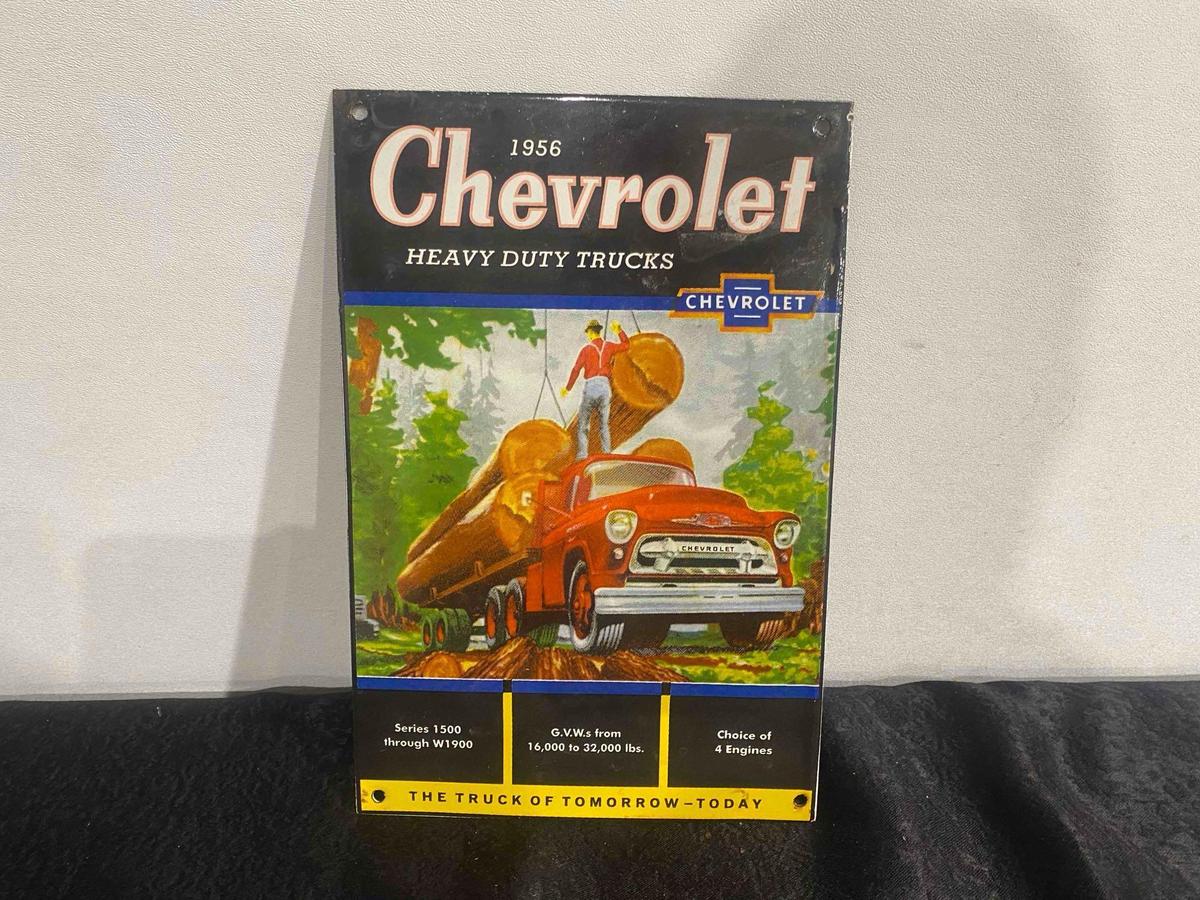 1956
Chevrolet
HEAVY DUTY TRUCKS
CHEVROLET
CHEVROLET
Series 1500
through W1900
G.V.W.s from
16,000 to 32,000 lbs.
Choice of
4 Engines
THE TRUCK OF TOMORROW—TODAY